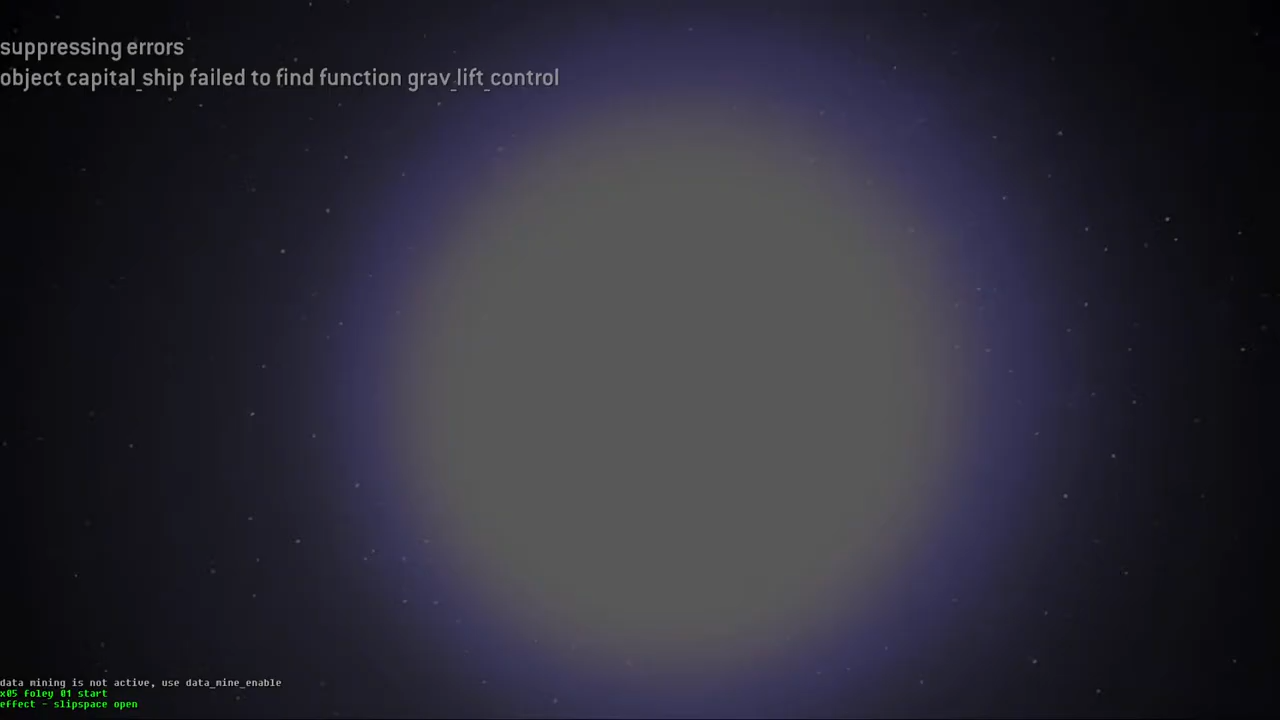 suppressing errors
object capital_ship failed to find function grav_lift_control
data mining is not active, use data_mine_enable
x05 foley 01 start
effect - slipspace open